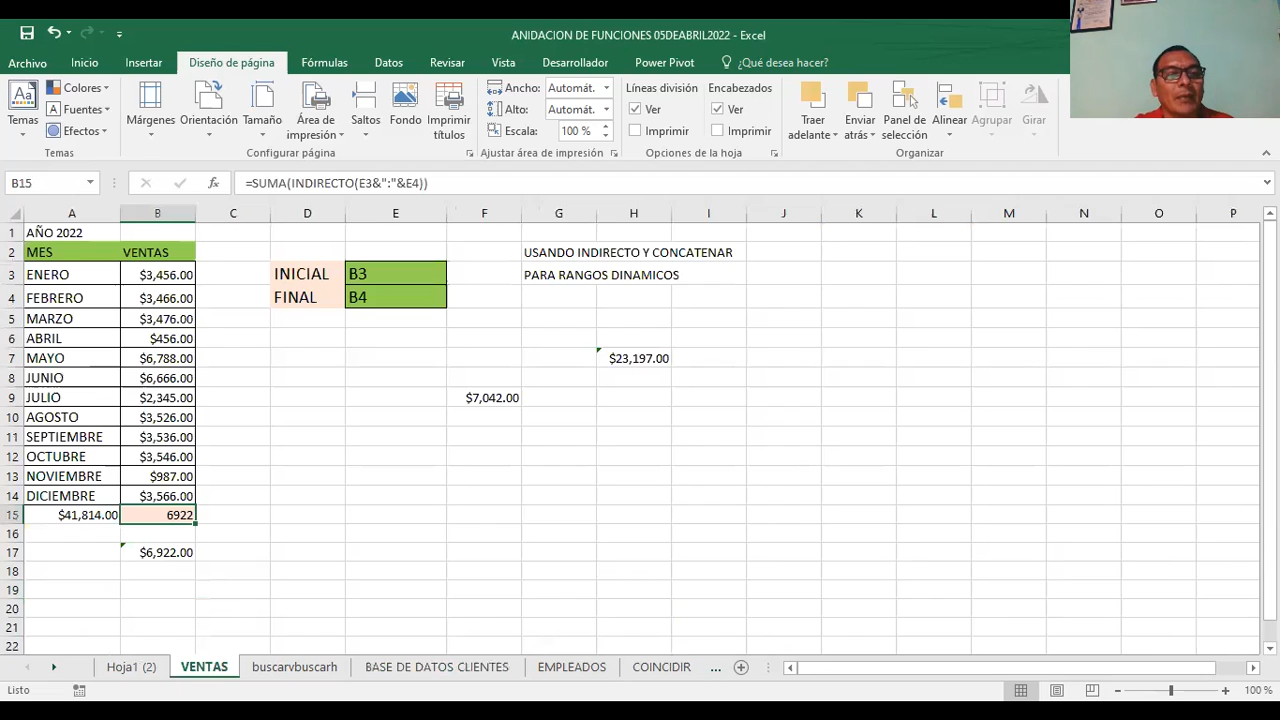 ANIDACION DE FUNCIONES 05DEABRIL2022 - Excel
Archivo Inicio Insertar Diseño de página Fórmulas Datos Revisar Vista Desarrollador Power Pivot ¿Qué desea hacer?
Colores Ancho: Automát. Líneas división Encabezados
Fuentes Alto: Automát. Ver Ver
Efectos Escala: 100 % Imprimir Imprimir
Temas Márgenes Orientación Tamaño Área de impresión Saltos Fondo Imprimir títulos Traer adelante Enviar atrás Panel de selección Alinear Agrupar Girar
Temas Configurar página Ajustar área de impresión Opciones de la hoja Organizar
B15 fx =SUMA(INDIRECTO(E3&":"&E4))
A B C D E F G H I J K L M N O P
1 AÑO 2022
2 MES VENTAS USANDO INDIRECTO Y CONCATENAR
3 ENERO $3,456.00 INICIAL B3 PARA RANGOS DINAMICOS
4 FEBRERO $3,466.00 FINAL B4
5 MARZO $3,476.00
6 ABRIL $456.00
7 MAYO $6,788.00 $23,197.00
8 JUNIO $6,666.00
9 JULIO $2,345.00 $7,042.00
10 AGOSTO $3,526.00
11 SEPTIEMBRE $3,536.00
12 OCTUBRE $3,546.00
13 NOVIEMBRE $987.00
14 DICIEMBRE $3,566.00
15 $41,814.00 6922
16
17 $6,922.00
18
19
20
21
22
Hoja1 (2) VENTAS buscarvbuscarh BASE DE DATOS CLIENTES EMPLEADOS COINCIDIR ...
Listo 100 %